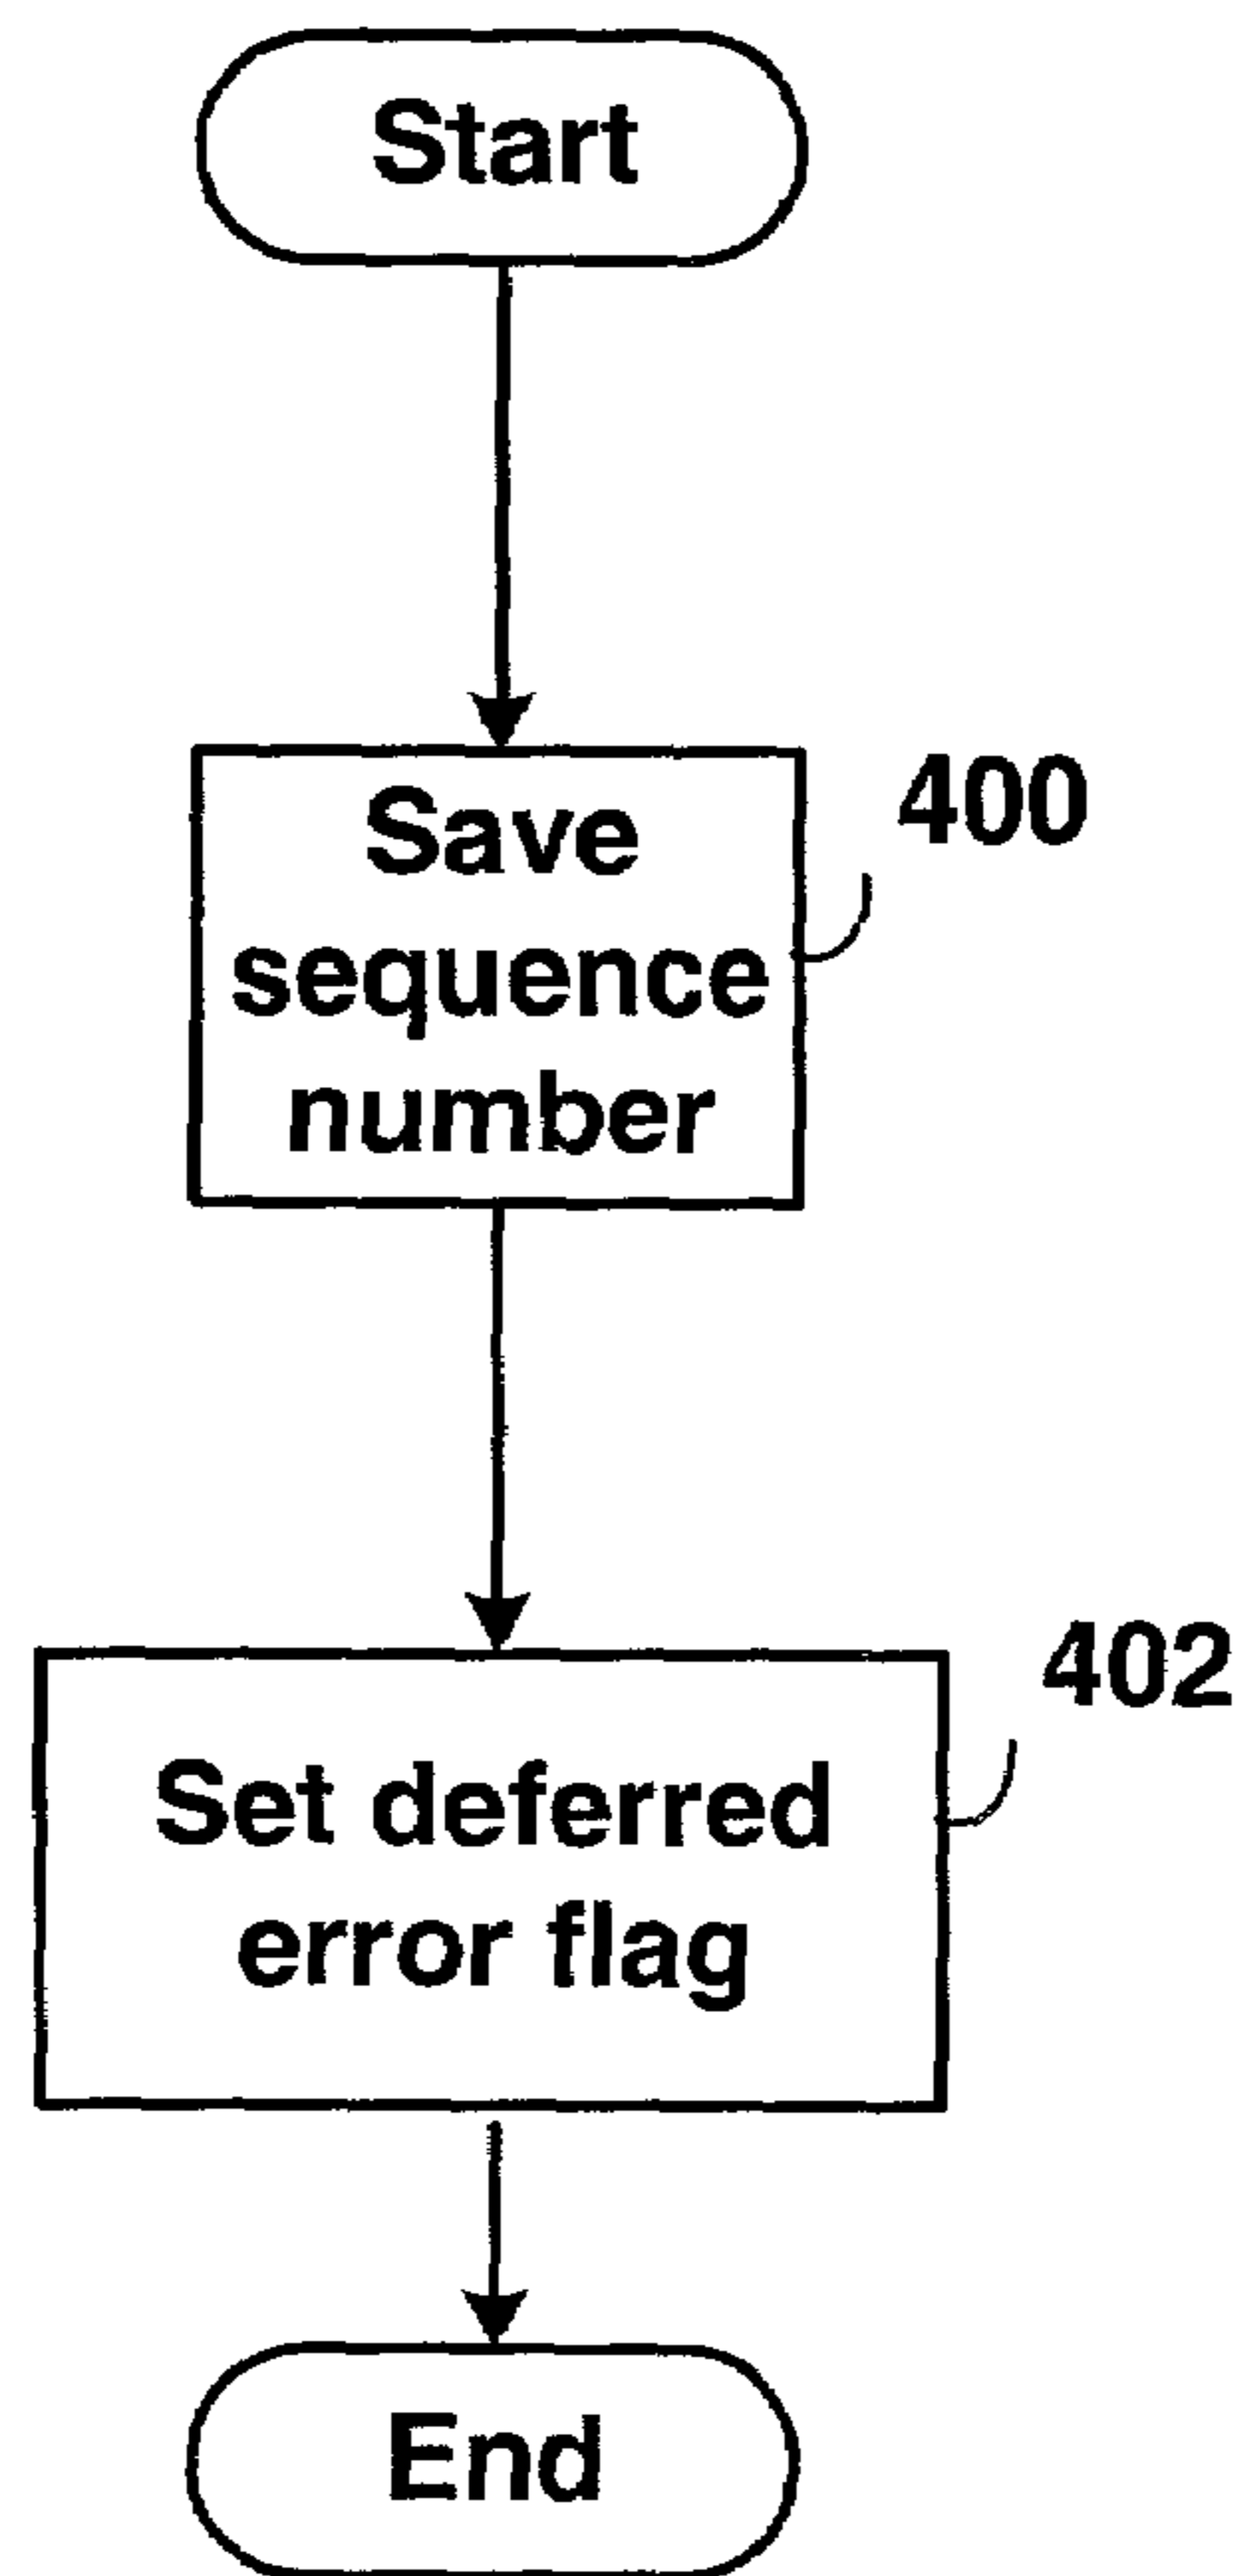 Start
400
Save
sequence
number
402
Set deferred
error flag
End